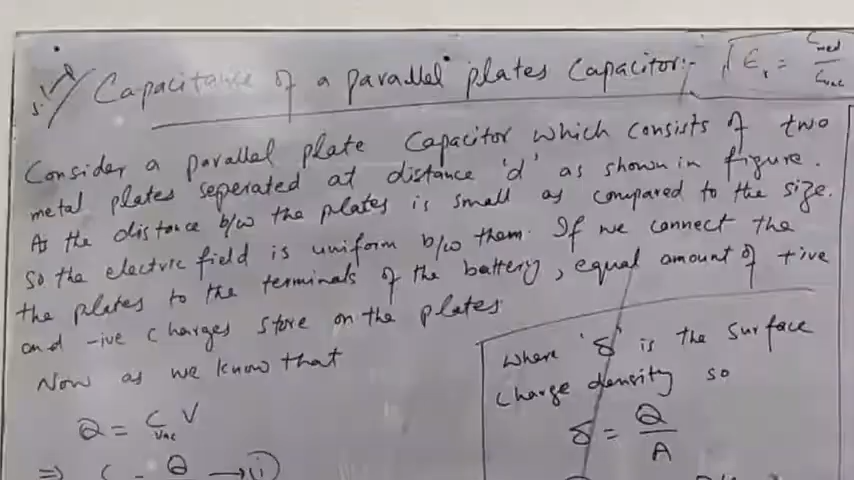 Capacitance of a parallel plates Capacitor:-
εr = Cmed / Cvac
Consider a parallel plate Capacitor which consists of two
metal plates seperated at distance 'd' as shown in figure.
As the distance b/w the plates is small as compared to the size.
So the electric field is uniform b/w them. If we connect the
the plates to the terminals of the battery, equal amount of +ive
and -ive charges store on the plates
Now as we know that
Q = Cvac V
⇒ C = Q →(i)
where 'δ' is the surface
charge density so
δ = Q / A